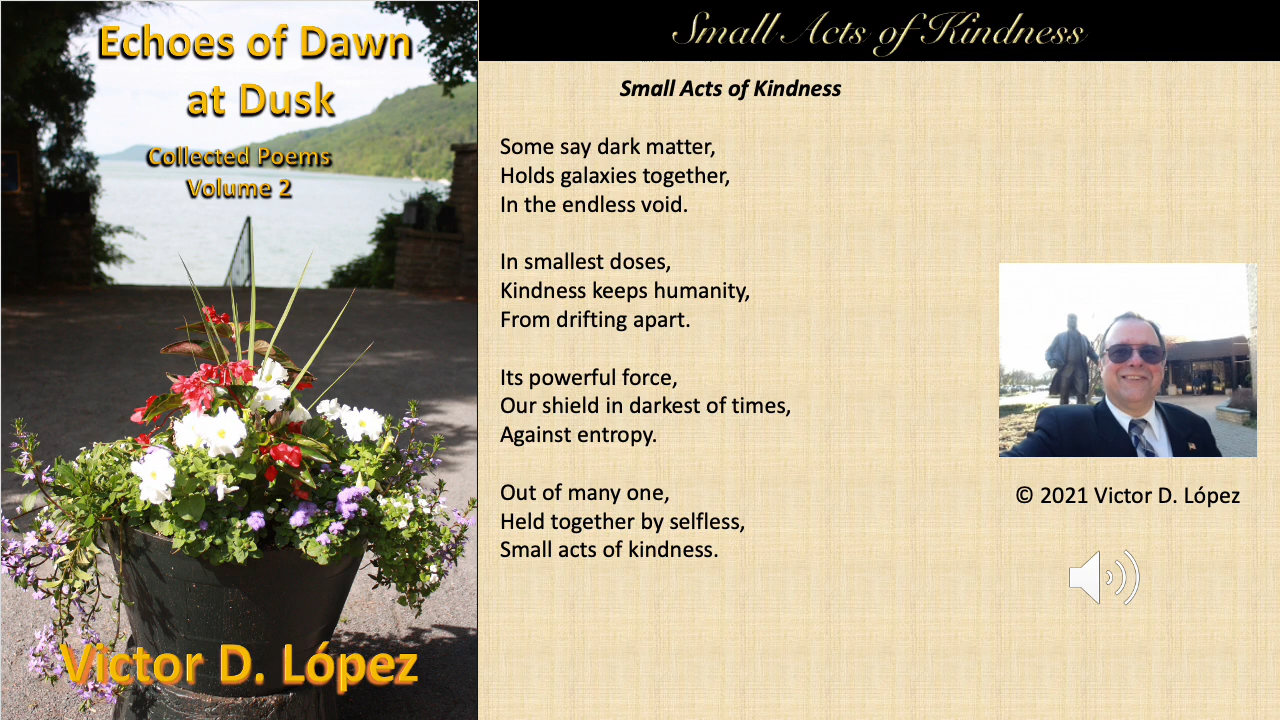 Echoes of Dawn
at Dusk
Collected Poems
Volume 2
Victor D. López
Small Acts of Kindness
Small Acts of Kindness
Some say dark matter,
Holds galaxies together,
In the endless void.
In smallest doses,
Kindness keeps humanity,
From drifting apart.
Its powerful force,
Our shield in darkest of times,
Against entropy.
Out of many one,
Held together by selfless,
Small acts of kindness.
© 2021 Victor D. López